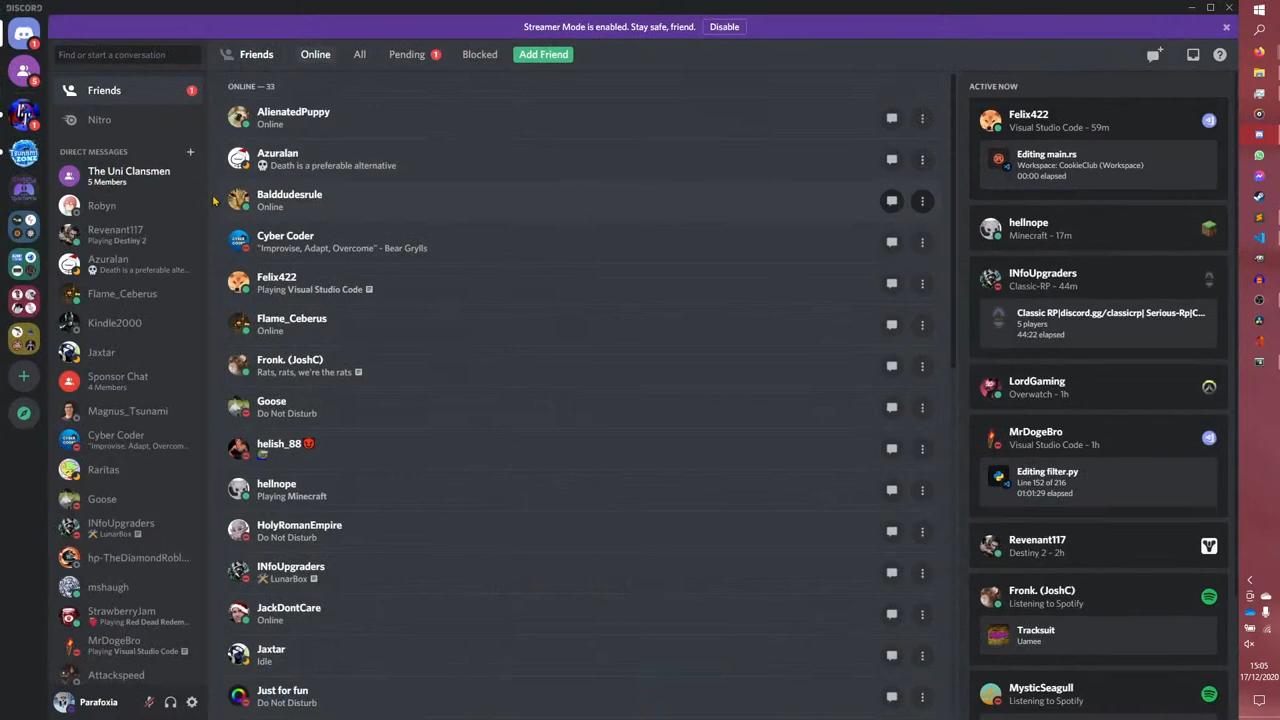 DISCORD
Streamer Mode is enabled. Stay safe, friend.
Disable
Find or start a conversation
Friends
Online
All
Pending 1
Blocked
Add Friend
1
5
1
Friends 1
Nitro
DIRECT MESSAGES
The Uni Clansmen
5 Members
Robyn
Revenant117
Playing Destiny 2
Azuralan
Death is a preferable alte...
Flame_Ceberus
Kindle2000
Jaxtar
Sponsor Chat
4 Members
Magnus_Tsunami
Cyber Coder
"Improvise, Adapt, Overcom...
Raritas
Goose
INfoUpgraders
LunarBox
hp-TheDiamondRobl...
mshaugh
StrawberryJam
Playing Red Dead Redem...
MrDogeBro
Playing Visual Studio Code
Attackspeed
Parafoxia
ONLINE — 33
AlienatedPuppy
Online
Azuralan
Death is a preferable alternative
Balddudesrule
Online
Cyber Coder
"Improvise, Adapt, Overcome" - Bear Grylls
Felix422
Playing Visual Studio Code
Flame_Ceberus
Online
Fronk. (JoshC)
Rats, rats, we're the rats
Goose
Do Not Disturb
helish_88
hellnope
Playing Minecraft
HolyRomanEmpire
Do Not Disturb
INfoUpgraders
LunarBox
JackDontCare
Online
Jaxtar
Idle
Just for fun
Do Not Disturb
ACTIVE NOW
Felix422
Visual Studio Code – 59m
Editing main.rs
Workspace: CookieClub (Workspace)
00:00 elapsed
hellnope
Minecraft – 17m
INfoUpgraders
Classic-RP – 44m
Classic RP|discord.gg/classicrp| Serious-Rp|C...
5 players
44:22 elapsed
LordGaming
Overwatch – 1h
MrDogeBro
Visual Studio Code – 1h
Editing filter.py
Line 152 of 216
01:01:29 elapsed
Revenant117
Destiny 2 – 2h
Fronk. (JoshC)
Listening to Spotify
Tracksuit
Uamee
MysticSeagull
Listening to Spotify
15:05
17/12/2020